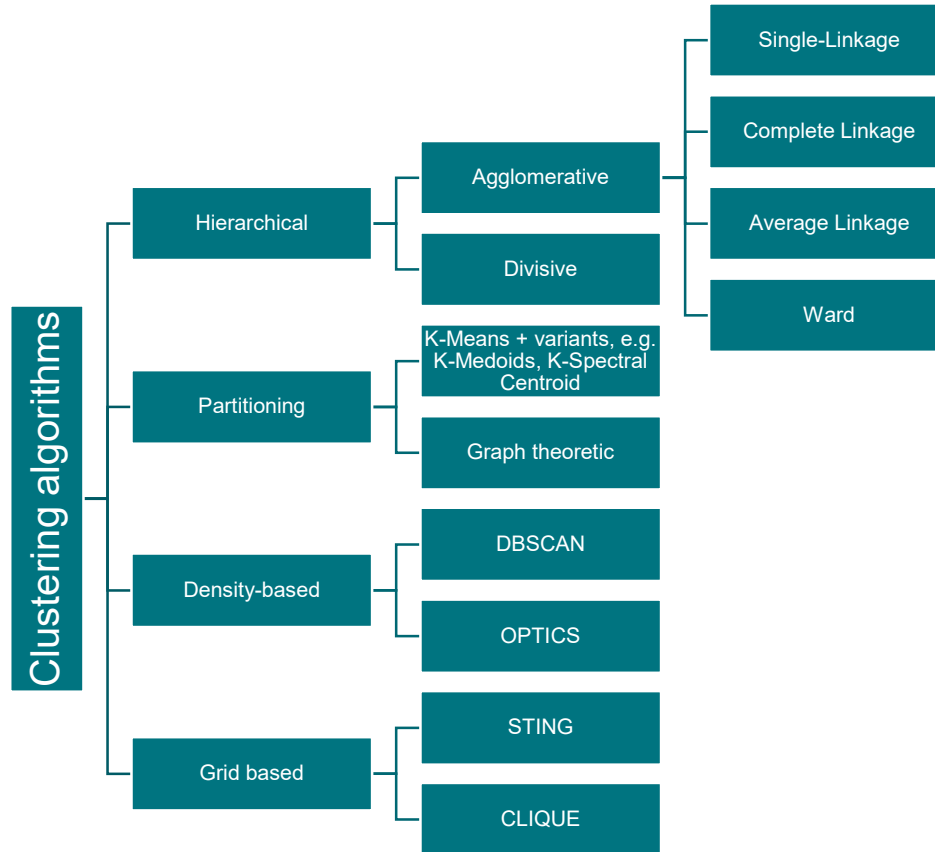 Clustering algorithms
Hierarchical
Agglomerative
Single-Linkage
Complete Linkage
Average Linkage
Ward
Divisive
Partitioning
K-Means + variants, e.g.
K-Medoids, K-Spectral
Centroid
Graph theoretic
Density-based
DBSCAN
OPTICS
Grid based
STING
CLIQUE